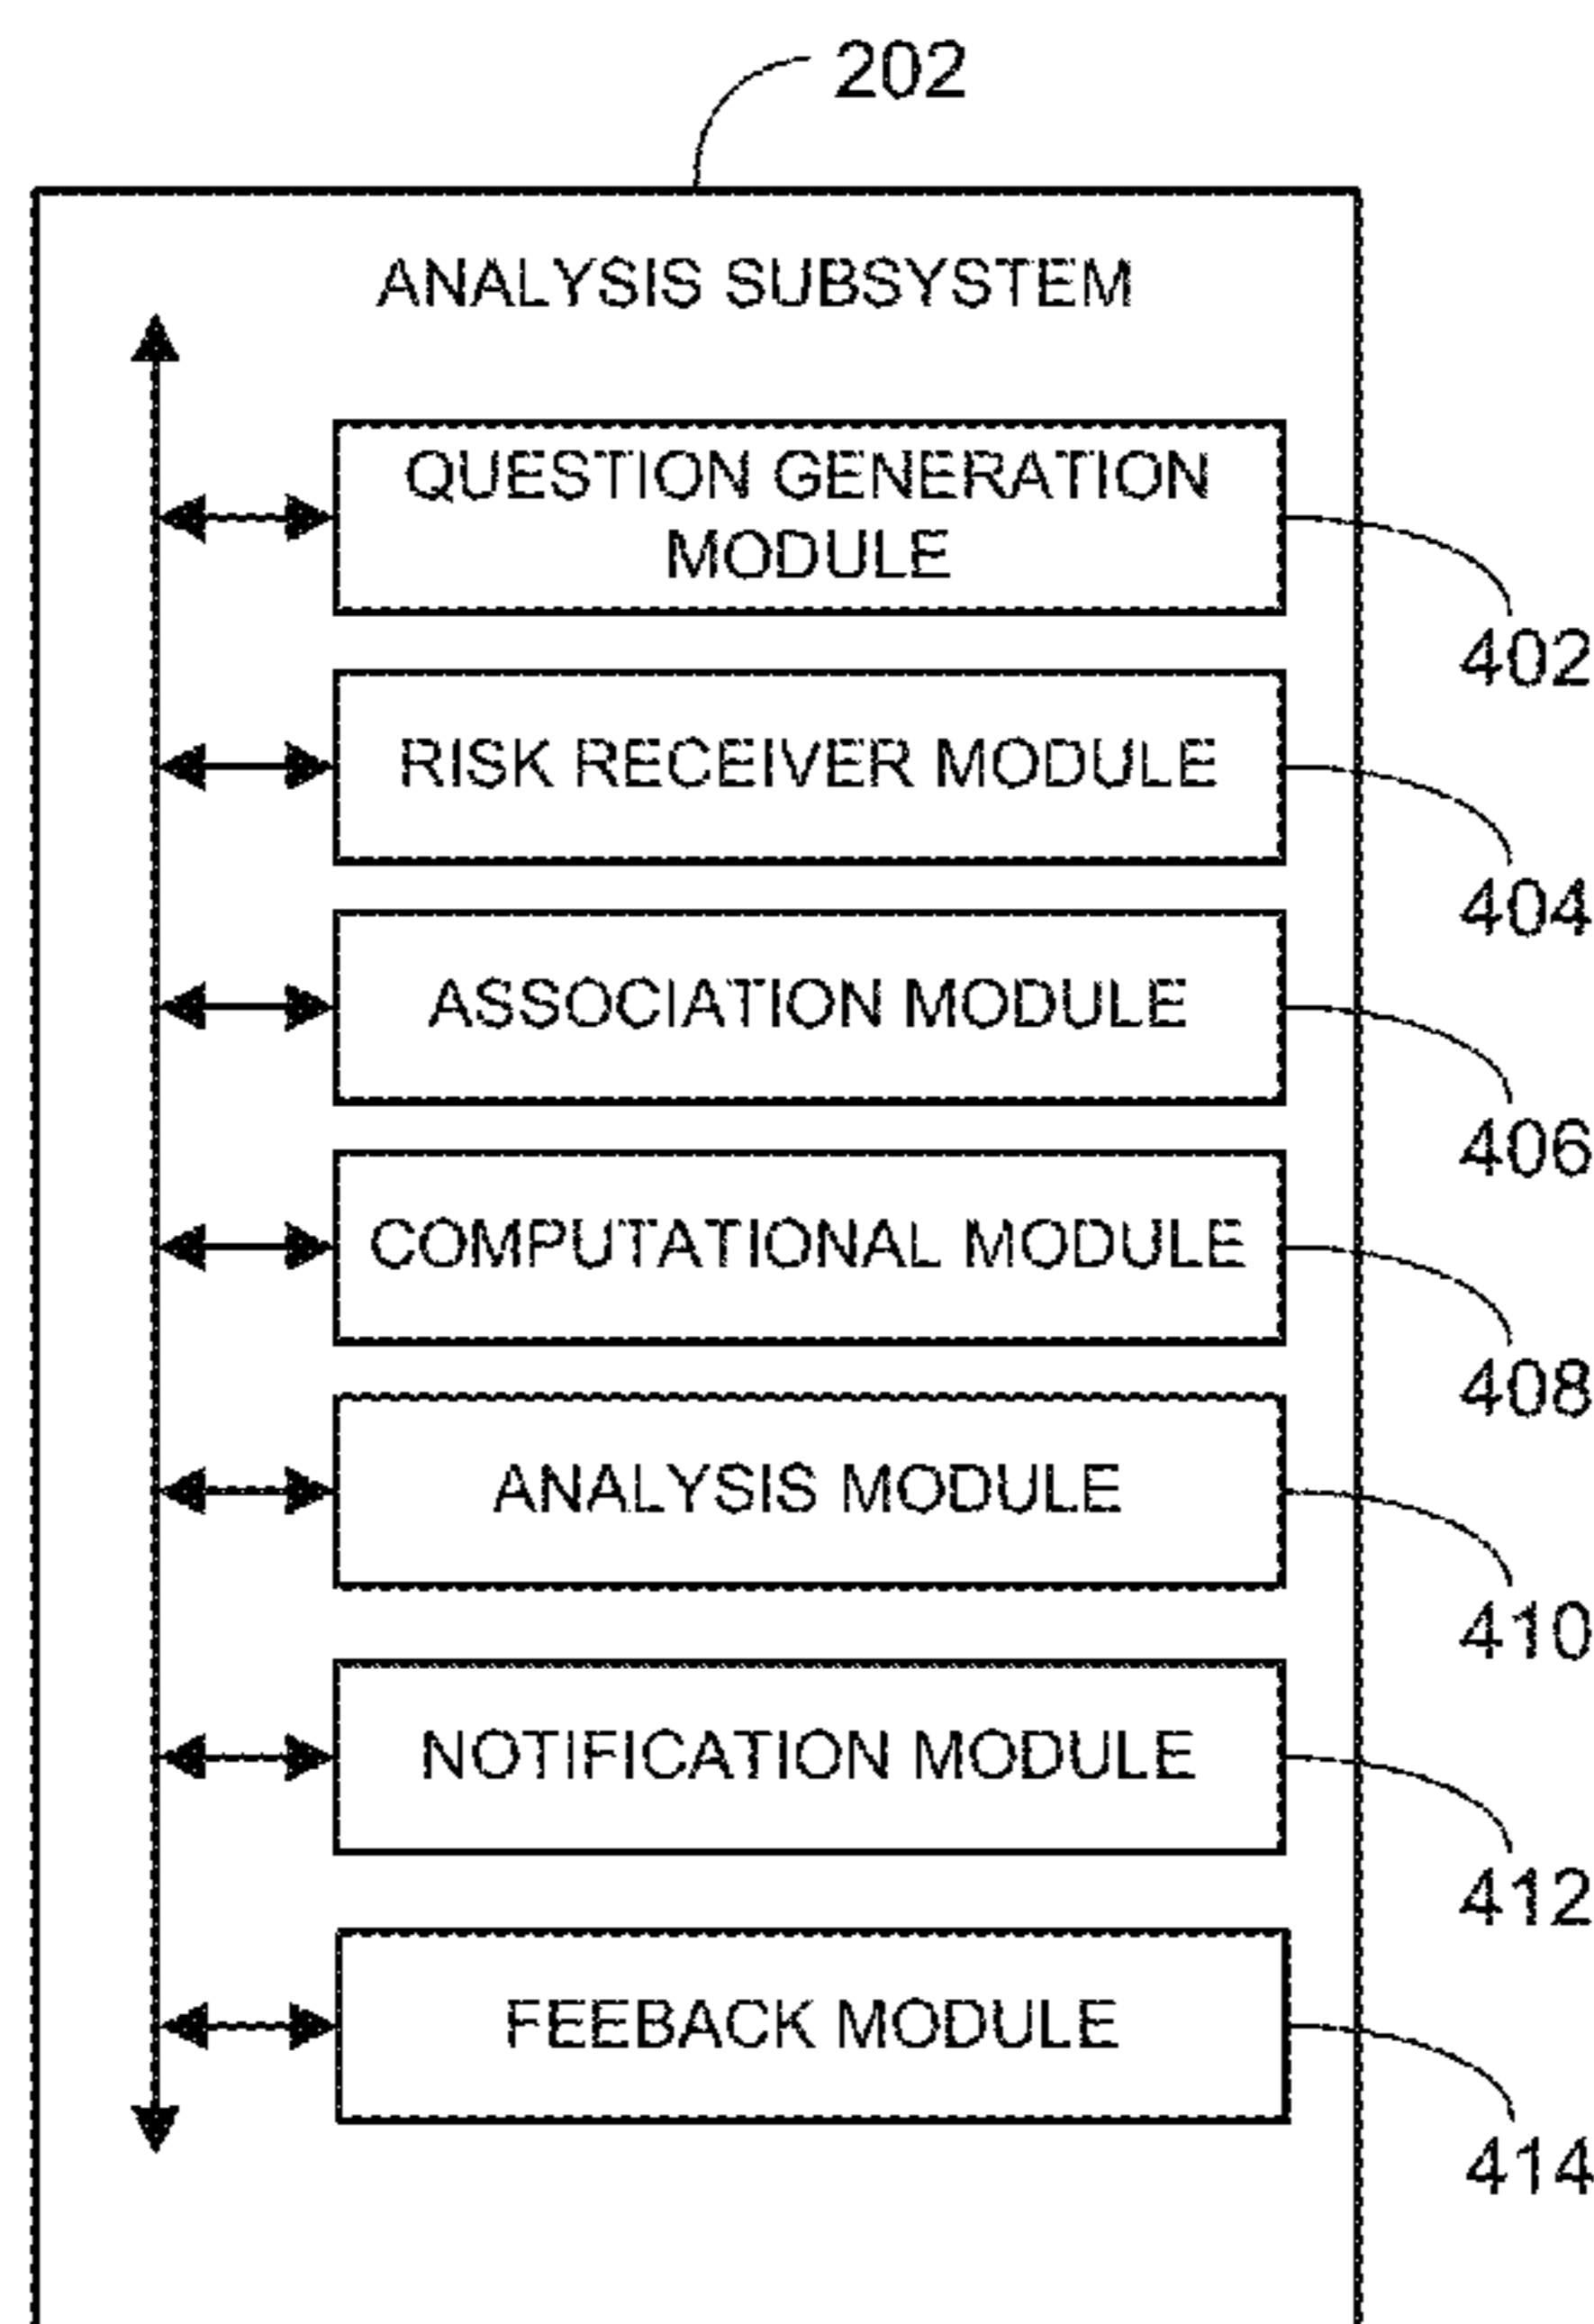 202
ANALYSIS SUBSYSTEM
QUESTION GENERATION
MODULE
402
RISK RECEIVER MODULE
404
ASSOCIATION MODULE
406
COMPUTATIONAL MODULE
408
ANALYSIS MODULE
410
NOTIFICATION MODULE
412
FEEBACK MODULE
414